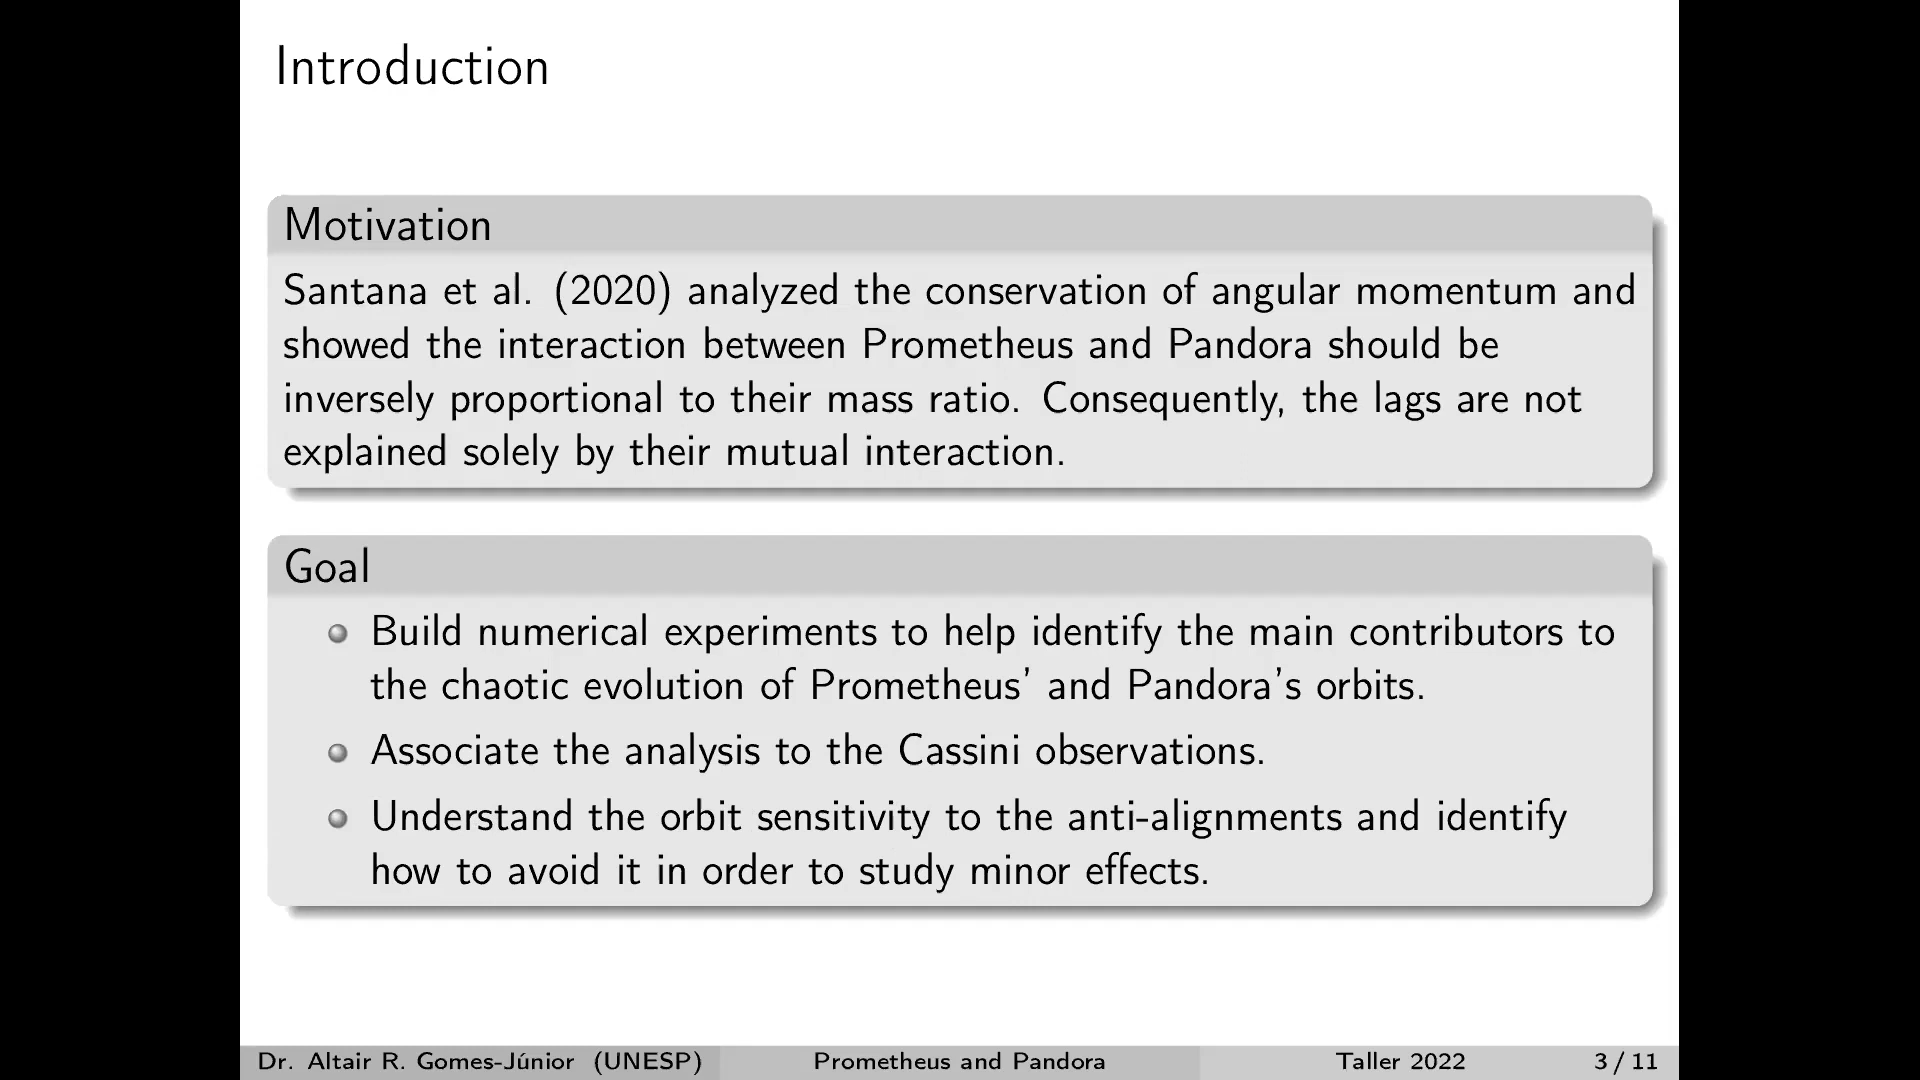 Introduction
Motivation
Santana et al. (2020) analyzed the conservation of angular momentum and
showed the interaction between Prometheus and Pandora should be
inversely proportional to their mass ratio. Consequently, the lags are not
explained solely by their mutual interaction.
Goal
Build numerical experiments to help identify the main contributors to
the chaotic evolution of Prometheus' and Pandora's orbits.
Associate the analysis to the Cassini observations.
Understand the orbit sensitivity to the anti-alignments and identify
how to avoid it in order to study minor effects.
Dr. Altair R. Gomes-Júnior (UNESP) Prometheus and Pandora Taller 2022 3 / 11